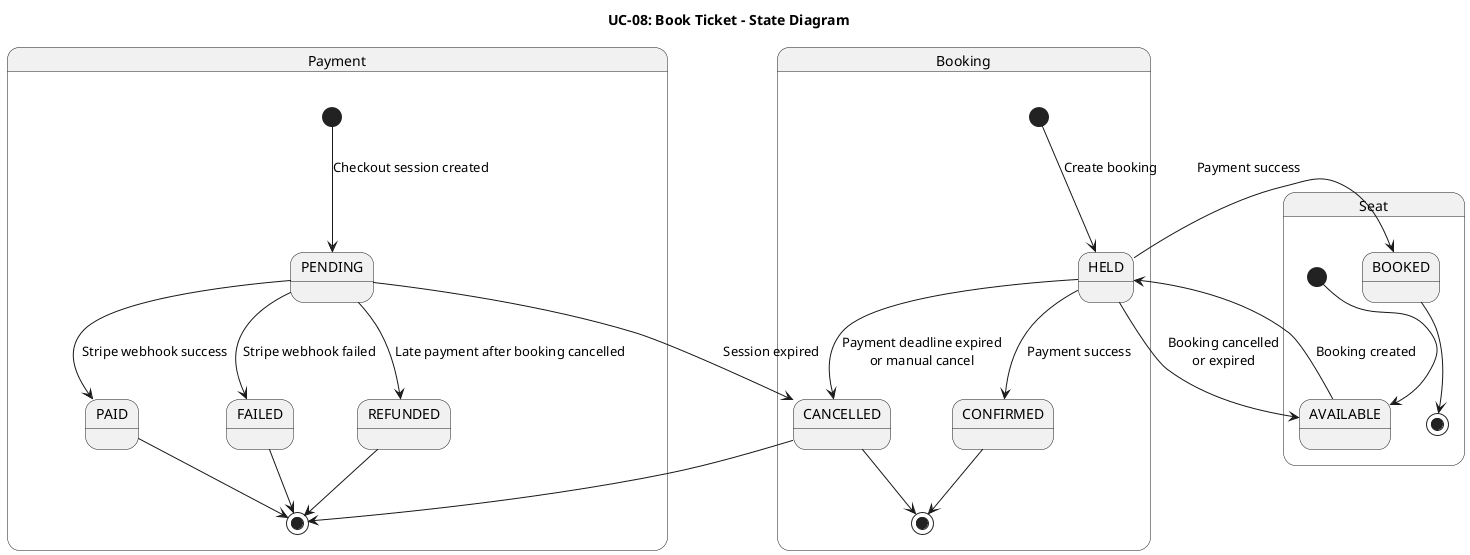 UC-08: Book Ticket - State Diagram
Payment
Checkout session created
PENDING
Stripe webhook success
Stripe webhook failed
Late payment after booking cancelled
Session expired
PAID
FAILED
REFUNDED
Booking
Create booking
HELD
Payment deadline expired
or manual cancel
Payment success
CANCELLED
CONFIRMED
Payment success
Booking cancelled
or expired
Seat
BOOKED
Booking created
AVAILABLE